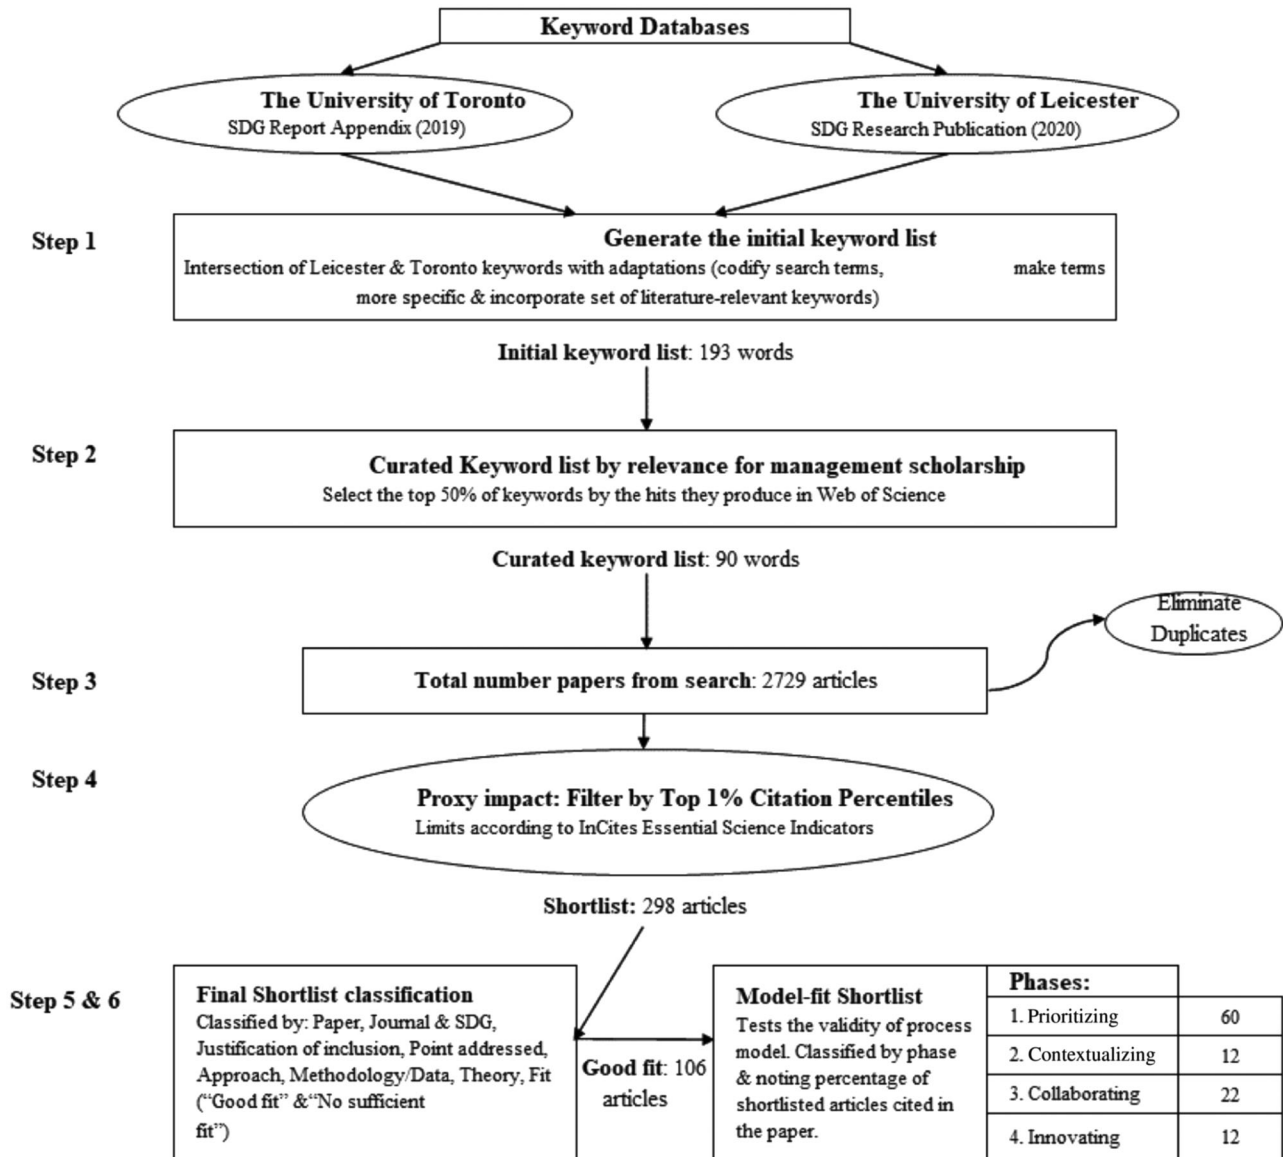 Keyword Databases
The University of Toronto
SDG Report Appendix (2019)
The University of Leicester
SDG Research Publication (2020)
Step 1
Generate the initial keyword list
Intersection of Leicester & Toronto keywords with adaptations (codify search terms, make terms
more specific & incorporate set of literature-relevant keywords)
Initial keyword list: 193 words
Step 2
Curated Keyword list by relevance for management scholarship
Select the top 50% of keywords by the hits they produce in Web of Science
Curated keyword list: 90 words
Eliminate
Duplicates
Step 3
Total number papers from search: 2729 articles
Step 4
Proxy impact: Filter by Top 1% Citation Percentiles
Limits according to InCites Essential Science Indicators
Shortlist: 298 articles
Step 5 & 6
Final Shortlist classification
Classified by: Paper, Journal & SDG,
Justification of inclusion, Point addressed,
Approach, Methodology/Data, Theory, Fit
(“Good fit” &“No sufficient
fit”)
Good fit: 106
articles
Model-fit Shortlist
Tests the validity of process
model. Classified by phase
& noting percentage of
shortlisted articles cited in
the paper.
Phases:
1. Prioritizing 60
2. Contextualizing 12
3. Collaborating 22
4. Innovating 12